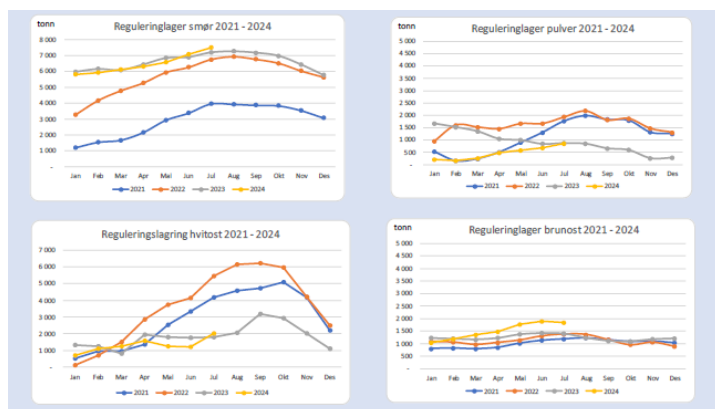 Reguleringlager smør 2021 - 2024
tonn
8 000
7 000
6 000
5 000
4 000
3 000
2 000
1 000
-
Jan Feb Mar Apr Mai Jun Jul Aug Sep Okt Nov Des
2021 2022 2023 2024
Reguleringlager pulver 2021 - 2024
tonn
5 000
4 500
4 000
3 500
3 000
2 500
2 000
1 500
1 000
500
-
Jan Feb Mar Apr Mai Jun Jul Aug Sep Okt Nov Des
2021 2022 2023 2024
Reguleringslagring hvitost 2021 - 2024
7 000
6 000
5 000
4 000
3 000
2 000
1 000
-
Jan Feb Mar Apr Mai Jun Jul Aug Sep Okt Nov Des
2021 2022 2023 2024
tonn
Reguleringlager brunost 2021 - 2024
5 000
4 500
4 000
3 500
3 000
2 500
2 000
1 500
1 000
500
-
Jan Feb Mar Apr Mai Jun Jul Aug Sep Okt Nov Des
2021 2022 2023 2024